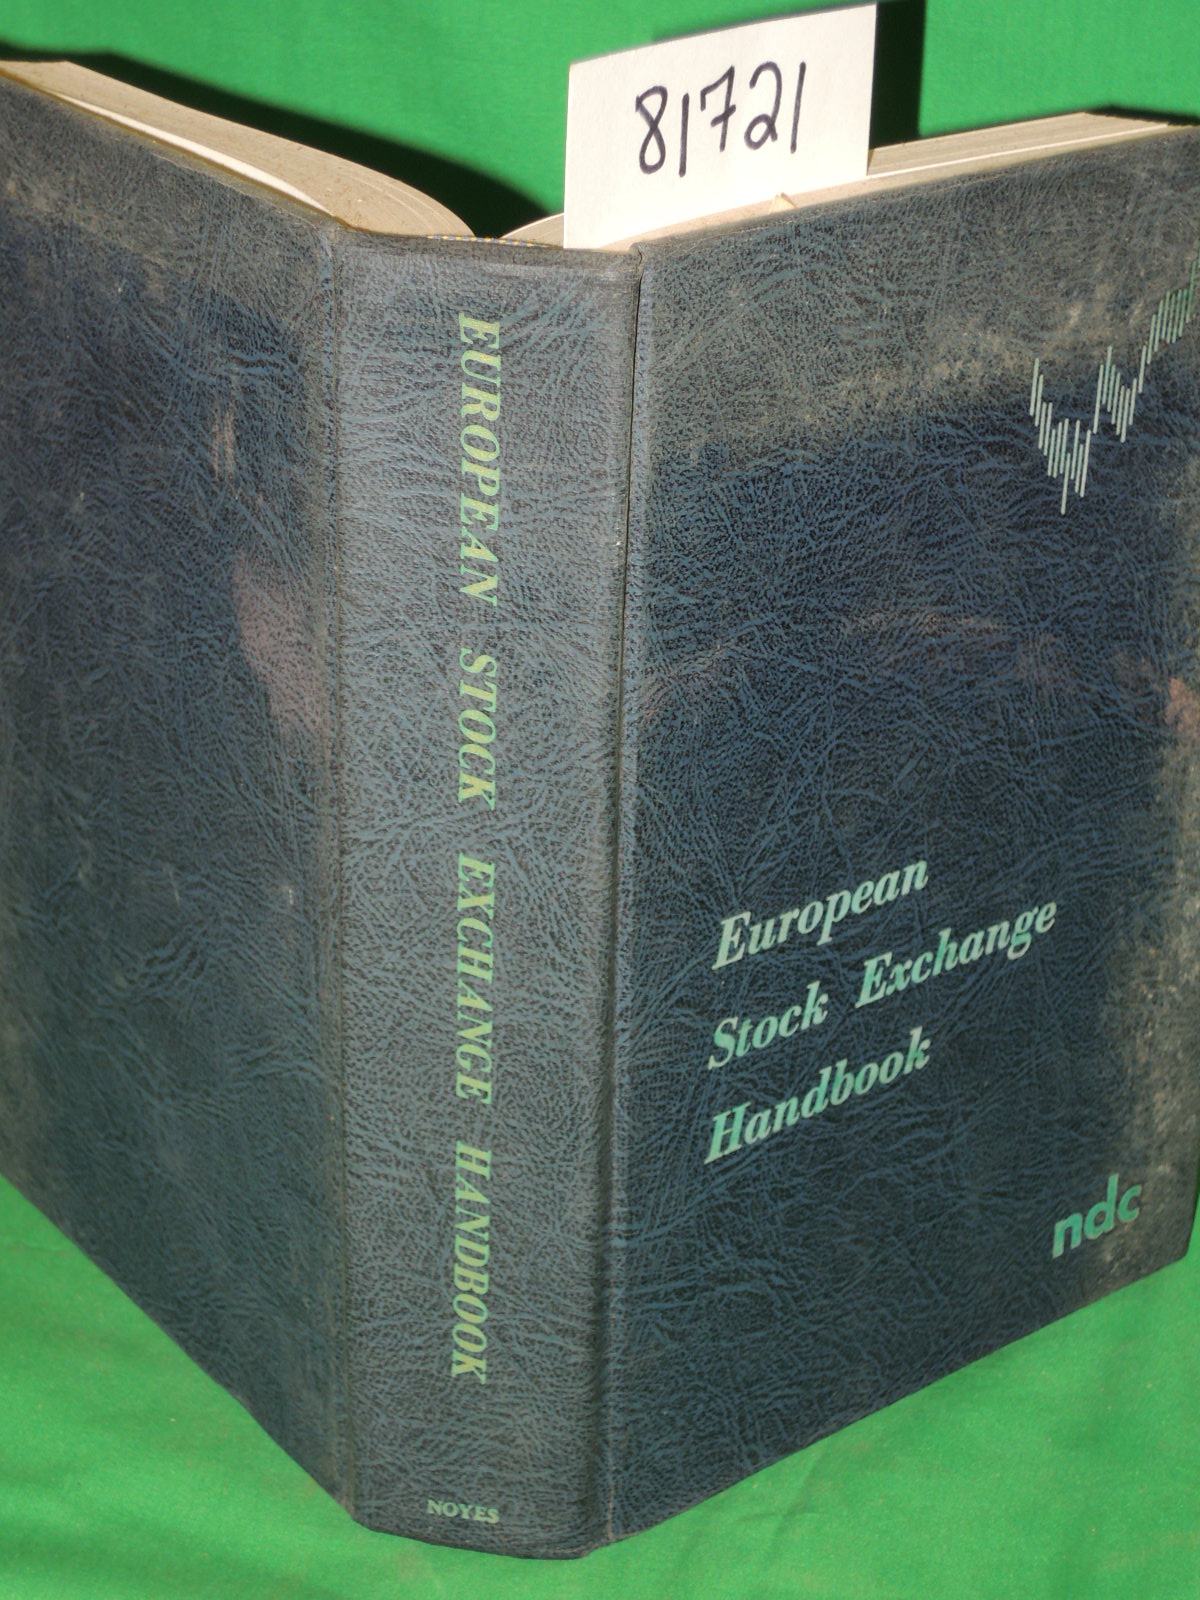 81721
EUROPEAN STOCK EXCHANGE HANDBOOK
NOYES
European
Stock Exchange
Handbook
ndc